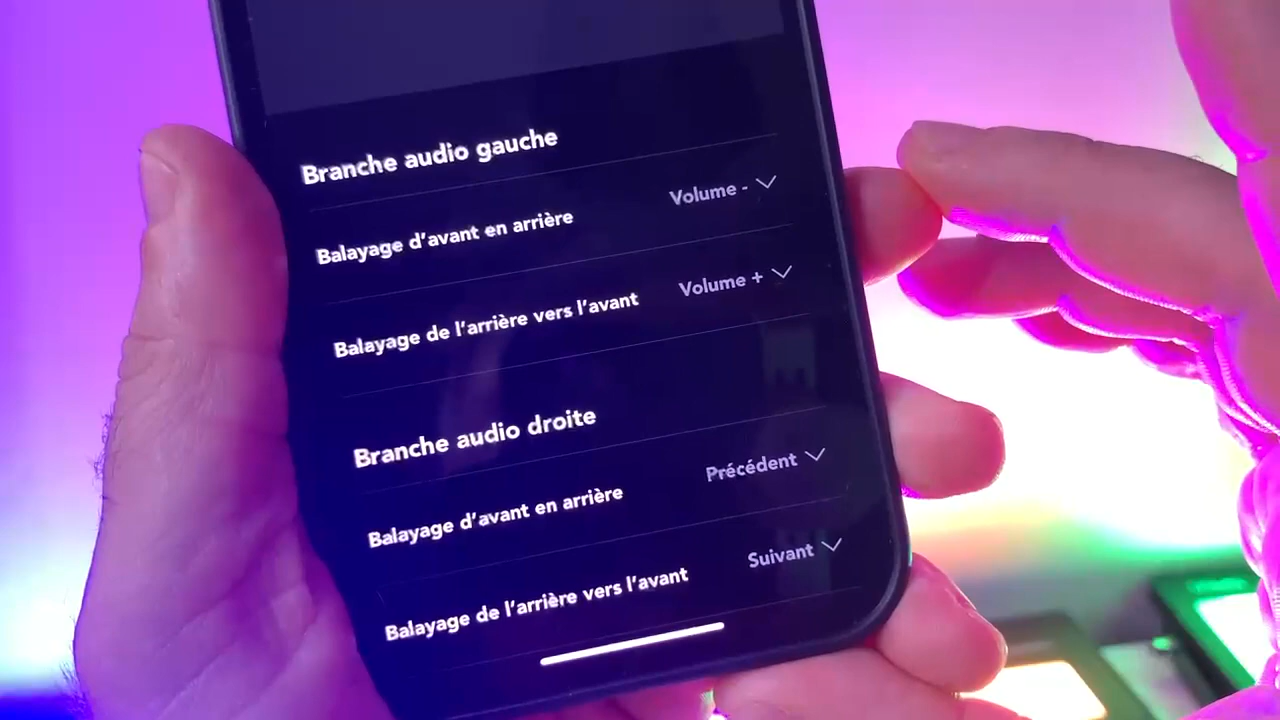 Branche audio gauche
Balayage d'avant en arrière Volume -
Balayage de l'arrière vers l'avant Volume +
Branche audio droite
Balayage d'avant en arrière Précédent
Balayage de l'arrière vers l'avant Suivant